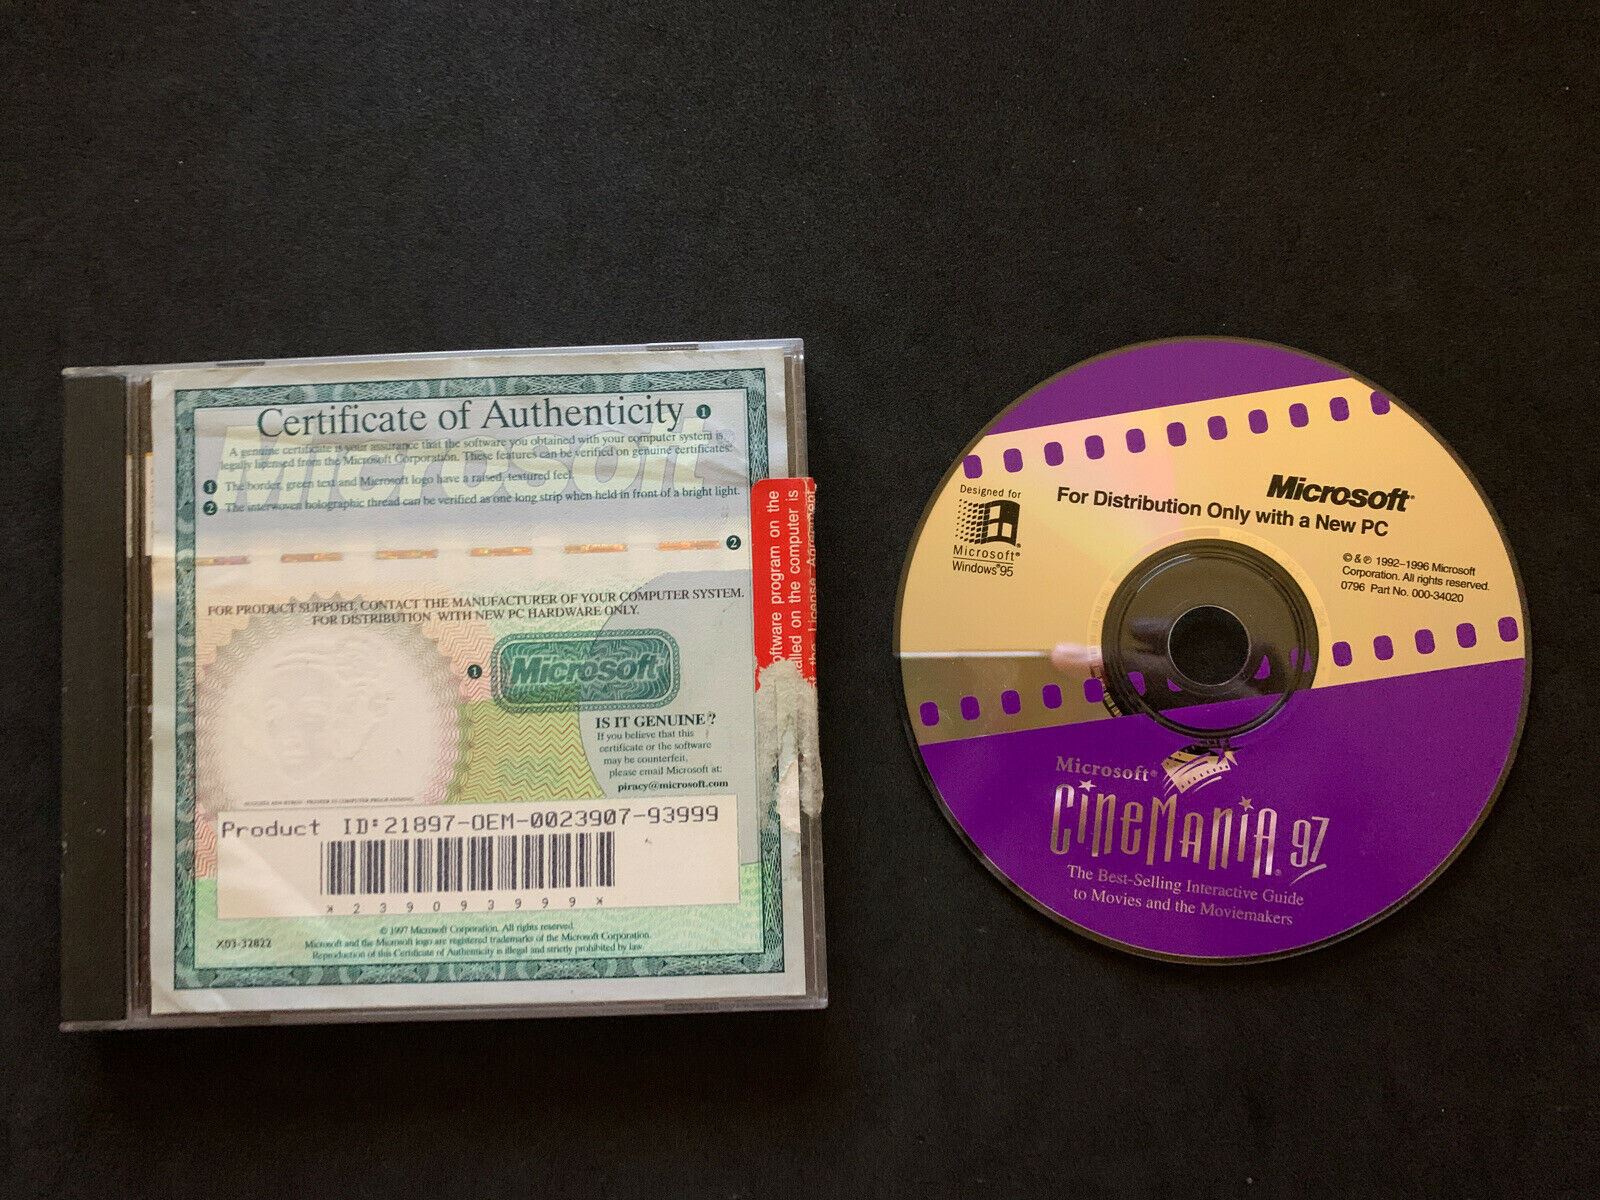 Certificate of Authenticity 1
A genuine certificate is your assurance that the software you obtained with your computer system is
legally licensed from the Microsoft Corporation. These features can be verified on genuine certificates:
1 The border, green text and Microsoft logo have a raised, textured feel.
2 The interwoven holographic thread can be verified as one long strip when held in front of a bright light.
Microsoft
2
FOR PRODUCT SUPPORT, CONTACT THE MANUFACTURER OF YOUR COMPUTER SYSTEM.
FOR DISTRIBUTION WITH NEW PC HARDWARE ONLY.
1 Microsoft
IS IT GENUINE?
If you believe that this
certificate or the software
may be counterfeit,
please email Microsoft at:
piracy@microsoft.com
Product ID:21897-OEM-0023907-93999
*239093999*
© 1997 Microsoft Corporation. All rights reserved.
X03-32822
Microsoft and the Microsoft logo are registered trademarks of the Microsoft Corporation.
Reproduction of this Certificate of Authenticity is illegal and strictly prohibited by law.
software program on the
alled on the computer is
the License Agreement
Designed for
Microsoft®
Windows®95
Microsoft®
For Distribution Only with a New PC
© & ℗ 1992–1996 Microsoft
Corporation. All rights reserved.
0796 Part No. 000-34020
Microsoft®
CineMania® 97
The Best-Selling Interactive Guide
to Movies and the Moviemakers